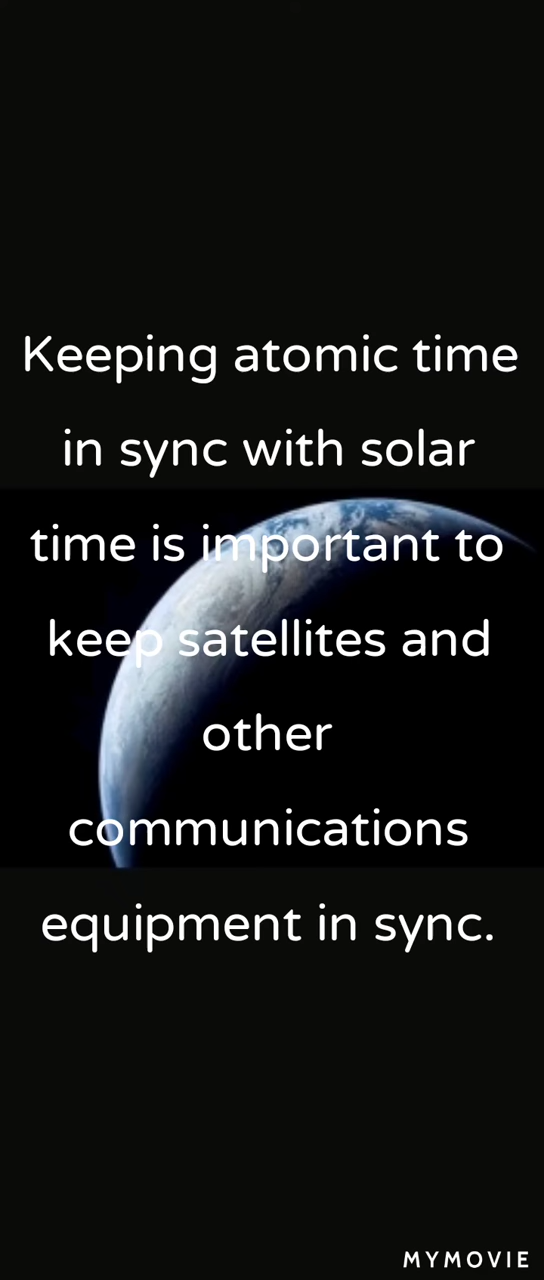 Keeping atomic time
in sync with solar
time is important to
keep satellites and
other
communications
equipment in sync.
MYMOVIE